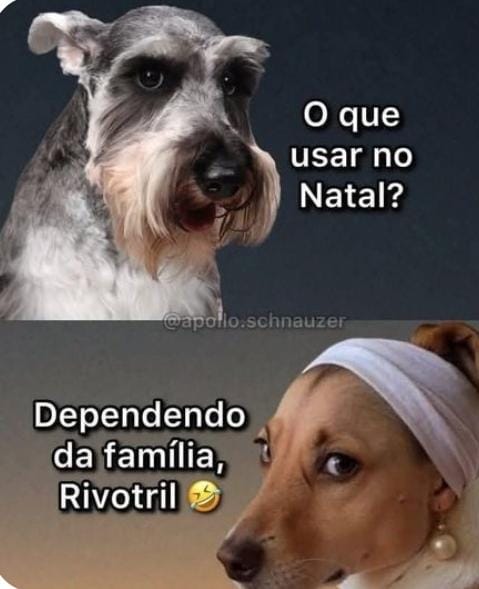 O que
usar no
Natal?
@apollo.schnauzer
Dependendo
da família,
Rivotril 🤣